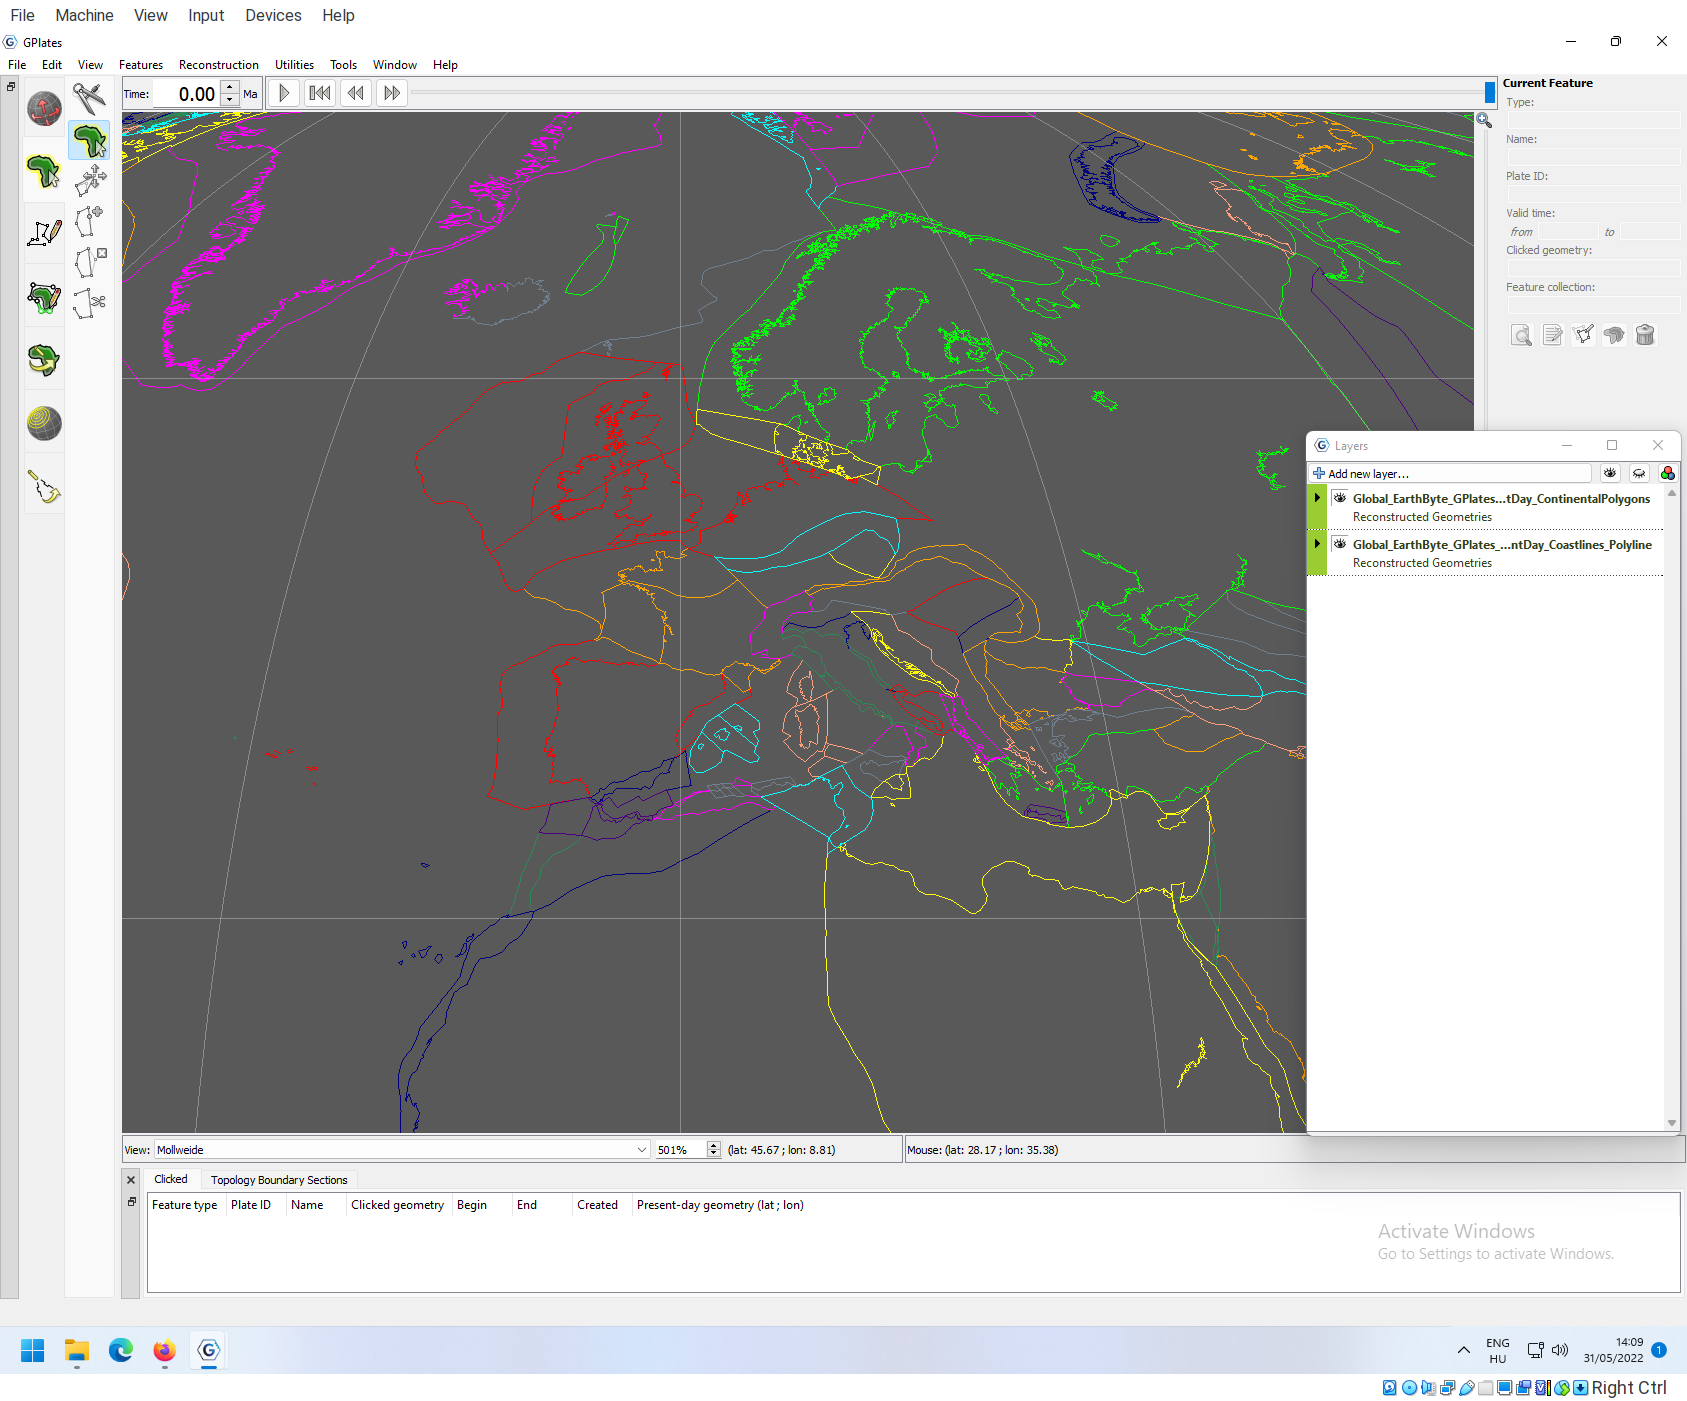 File Machine View Input Devices Help
GPlates
File Edit View Features Reconstruction Utilities Tools Window Help
Time: 0.00 Ma
Current Feature
Type:
Name:
Plate ID:
Valid time:
from to
Clicked geometry:
Feature collection:
Layers
Add new layer...
Global_EarthByte_GPlates...tDay_ContinentalPolygons
Reconstructed Geometries
Global_EarthByte_GPlates_...ntDay_Coastlines_Polyline
Reconstructed Geometries
View: Mollweide 501% (lat: 45.67 ; lon: 8.81) Mouse: (lat: 28.17 ; lon: 35.38)
Clicked Topology Boundary Sections
Feature type Plate ID Name Clicked geometry Begin End Created Present-day geometry (lat ; lon)
Activate Windows
Go to Settings to activate Windows.
ENG
HU
14:09
31/05/2022
1
Right Ctrl